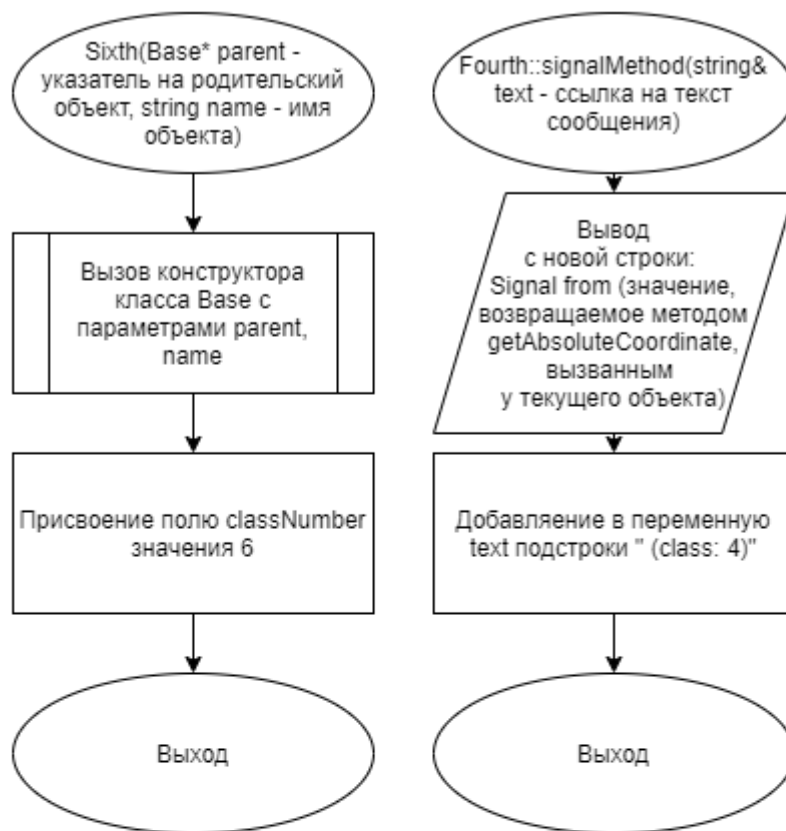 Sixth(Base* parent -
указатель на родительский
объект, string name - имя
объекта)
Вызов конструктора
класса Base с
параметрами parent,
name
Присвоение полю classNumber
значения 6
Выход
Fourth::signalMethod(string&
text - ссылка на текст
сообщения)
Вывод
с новой строки:
Signal from (значение,
возвращаемое методом
getAbsoluteCoordinate,
вызванным
у текущего объекта)
Добавляение в переменную
text подстроки " (class: 4)"
Выход